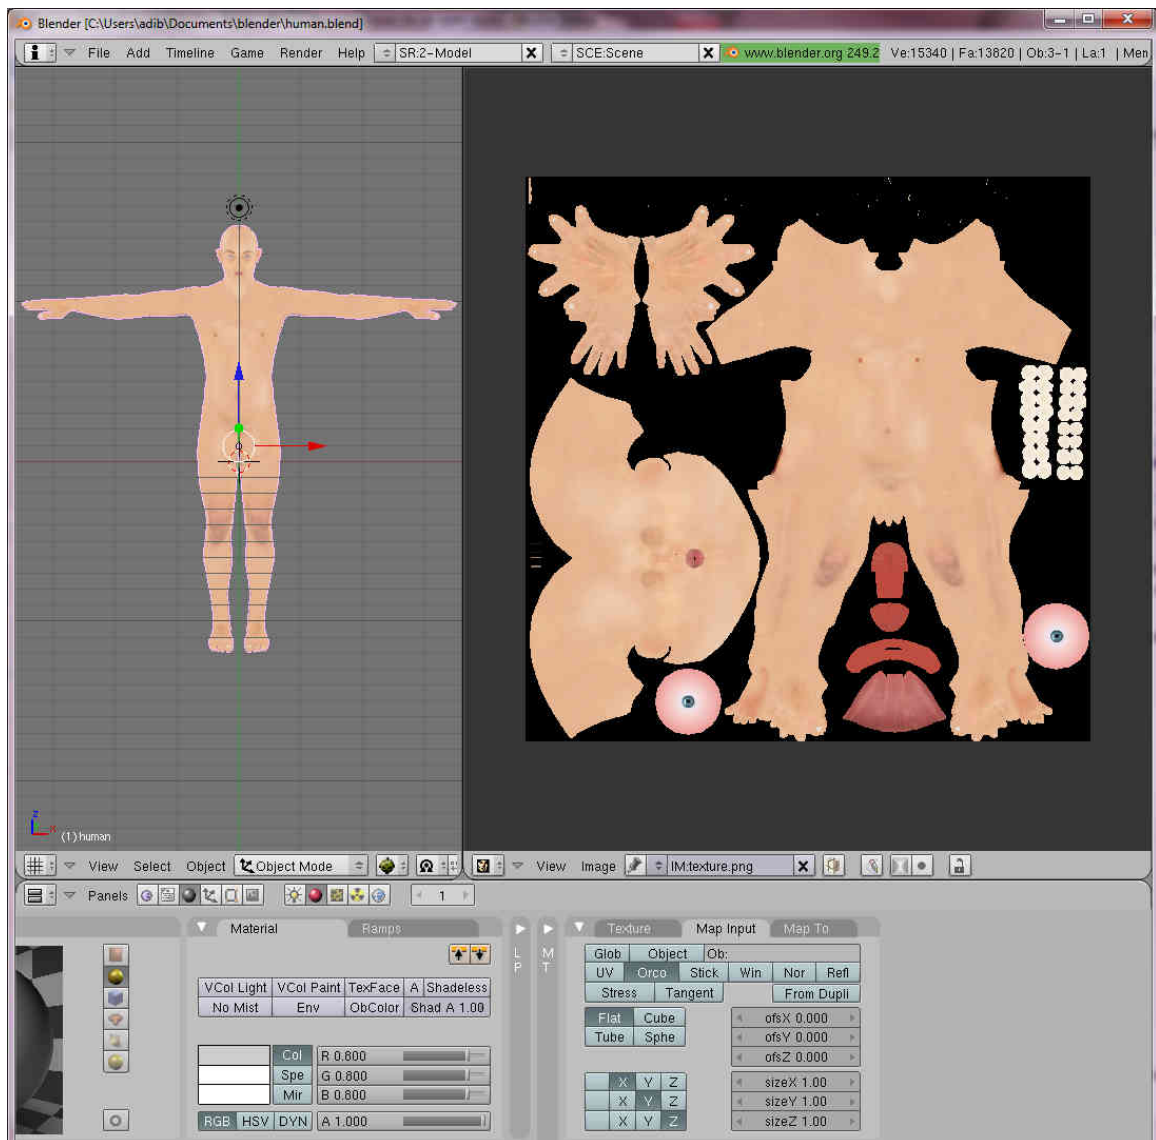 Blender [C:\Users\adib\Documents\blender\human.blend]
File Add Timeline Game Render Help SR:2-Model X SCE:Scene X www.blender.org 249.2 Ve:15340 | Fa:13820 | Ob:3-1 | La:1 | Mem
z
x
(1) human
View Select Object Object Mode View Image IM:texture.png X
Panels 1
Material Ramps
L P
M T
Texture Map Input Map To
VCol Light VCol Paint TexFace A Shadeless
No Mist Env ObColor Shad A 1.00
Col R 0.800
Spe G 0.800
Mir B 0.800
RGB HSV DYN A 1.000
Glob Object Ob:
UV Orco Stick Win Nor Refl
Stress Tangent From Dupli
Flat Cube ofsX 0.000
Tube Sphe ofsY 0.000
ofsZ 0.000
X Y Z sizeX 1.00
X Y Z sizeY 1.00
X Y Z sizeZ 1.00